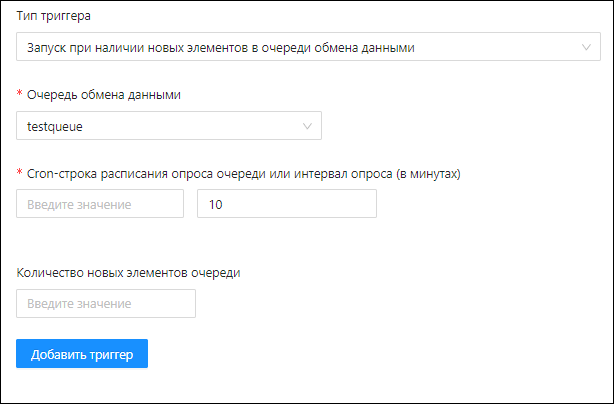 Тип триггера
Запуск при наличии новых элементов в очереди обмена данными
* Очередь обмена данными
testqueue
* Cron-строка расписания опроса очереди или интервал опроса (в минутах)
Введите значение 10
Количество новых элементов очереди
Введите значение
Добавить триггер